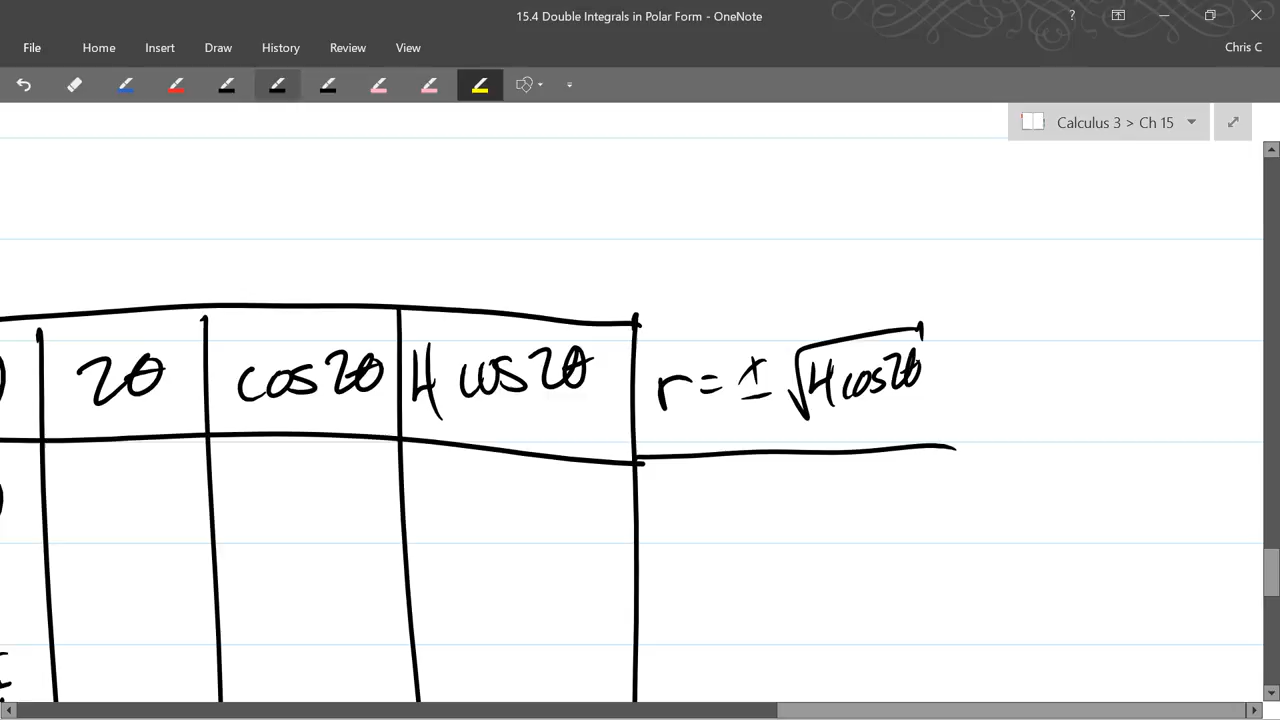 15.4 Double Integrals in Polar Form - OneNote
File Home Insert Draw History Review View Chris C
Calculus 3 > Ch 15
2θ cos2θ 4 cos2θ r = ± √4cos2θ